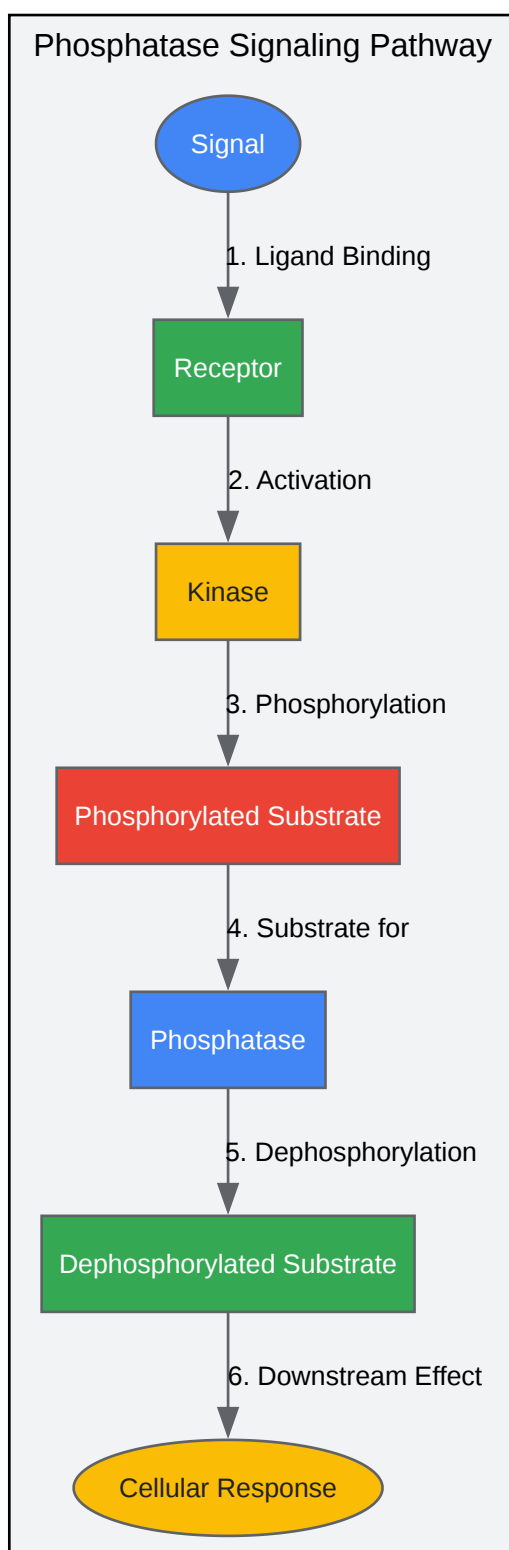 Phosphatase Signaling Pathway
Signal
1. Ligand Binding
Receptor
2. Activation
Kinase
3. Phosphorylation
Phosphorylated Substrate
4. Substrate for
Phosphatase
5. Dephosphorylation
Dephosphorylated Substrate
6. Downstream Effect
Cellular Response